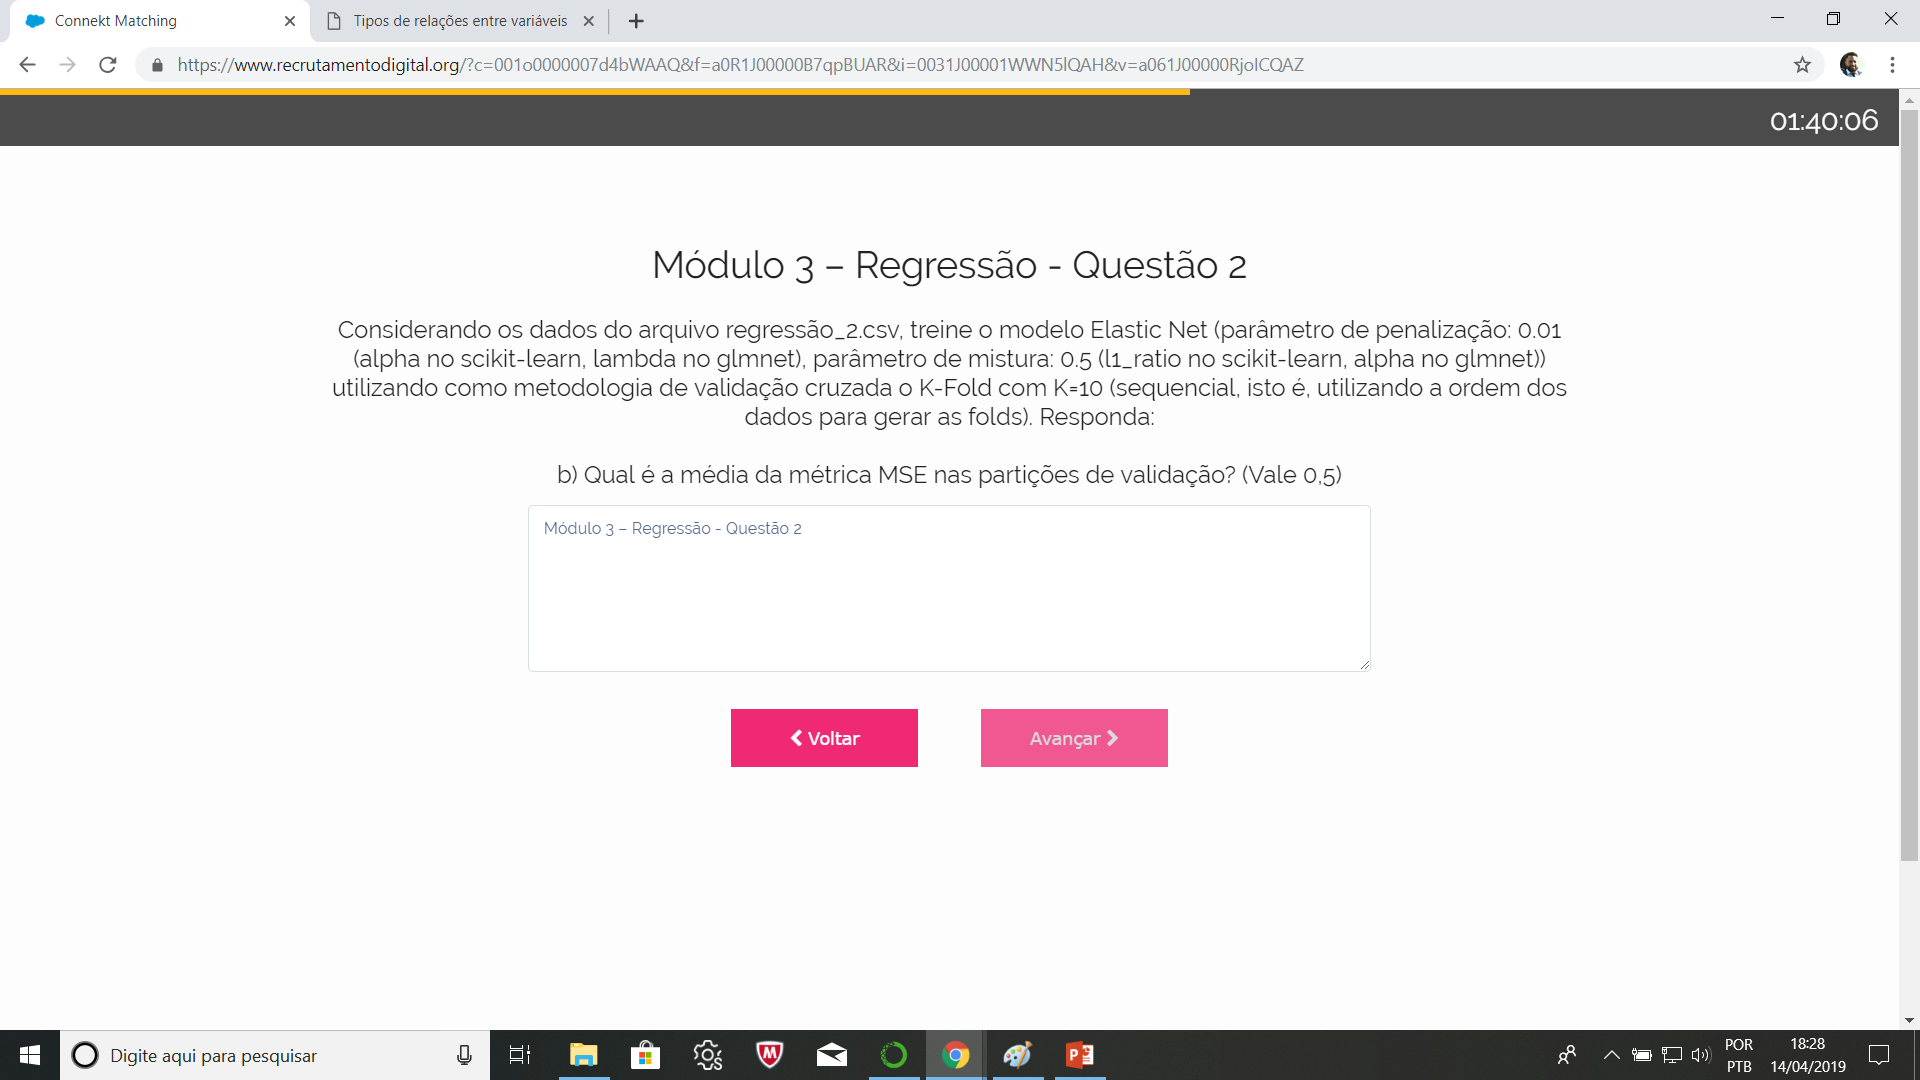 Connekt Matching
Tipos de relações entre variáveis
https://www.recrutamentodigital.org/?c=001o0000007d4bWAAQ&f=a0R1J00000B7qpBUAR&i=0031J00001WWN5lQAH&v=a061J00000RjoICQAZ
01:40:06
Módulo 3 – Regressão - Questão 2
Considerando os dados do arquivo regressão_2.csv, treine o modelo Elastic Net (parâmetro de penalização: 0.01
(alpha no scikit-learn, lambda no glmnet), parâmetro de mistura: 0.5 (l1_ratio no scikit-learn, alpha no glmnet))
utilizando como metodologia de validação cruzada o K-Fold com K=10 (sequencial, isto é, utilizando a ordem dos
dados para gerar as folds). Responda:
b) Qual é a média da métrica MSE nas partições de validação? (Vale 0,5)
Módulo 3 – Regressão - Questão 2
Voltar
Avançar
Digite aqui para pesquisar
POR
PTB
18:28
14/04/2019